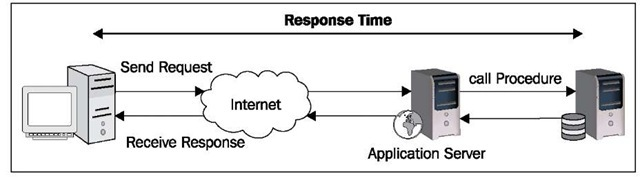 Response Time
Send Request
call Procedure
Internet
Receive Response
Application Server